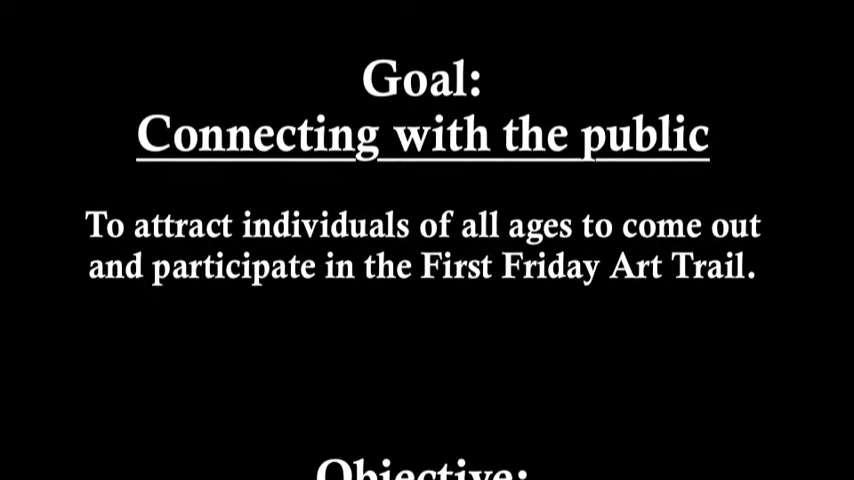 Goal:
Connecting with the public
To attract individuals of all ages to come out
and participate in the First Friday Art Trail.
Objective: